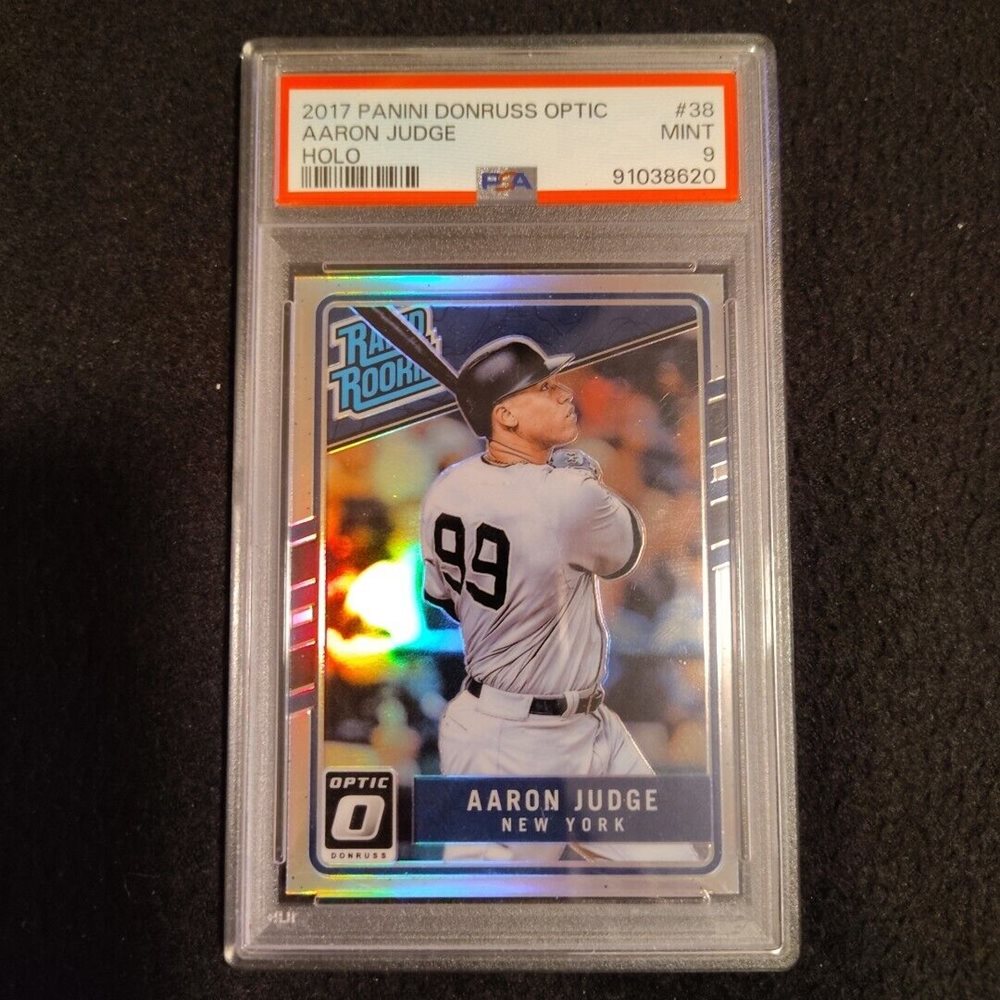 2017 PANINI DONRUSS OPTIC #38
AARON JUDGE MINT
HOLO 9
PSA 91038620
RATED
ROOKIE
99
OPTIC
O
DONRUSS
AARON JUDGE
NEW YORK